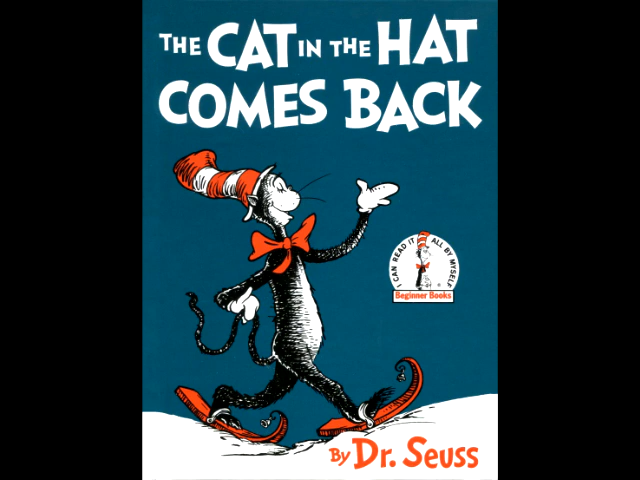 THE CAT IN THE HAT
COMES BACK
I CAN READ IT ALL BY MYSELF
Beginner Books
By Dr. Seuss